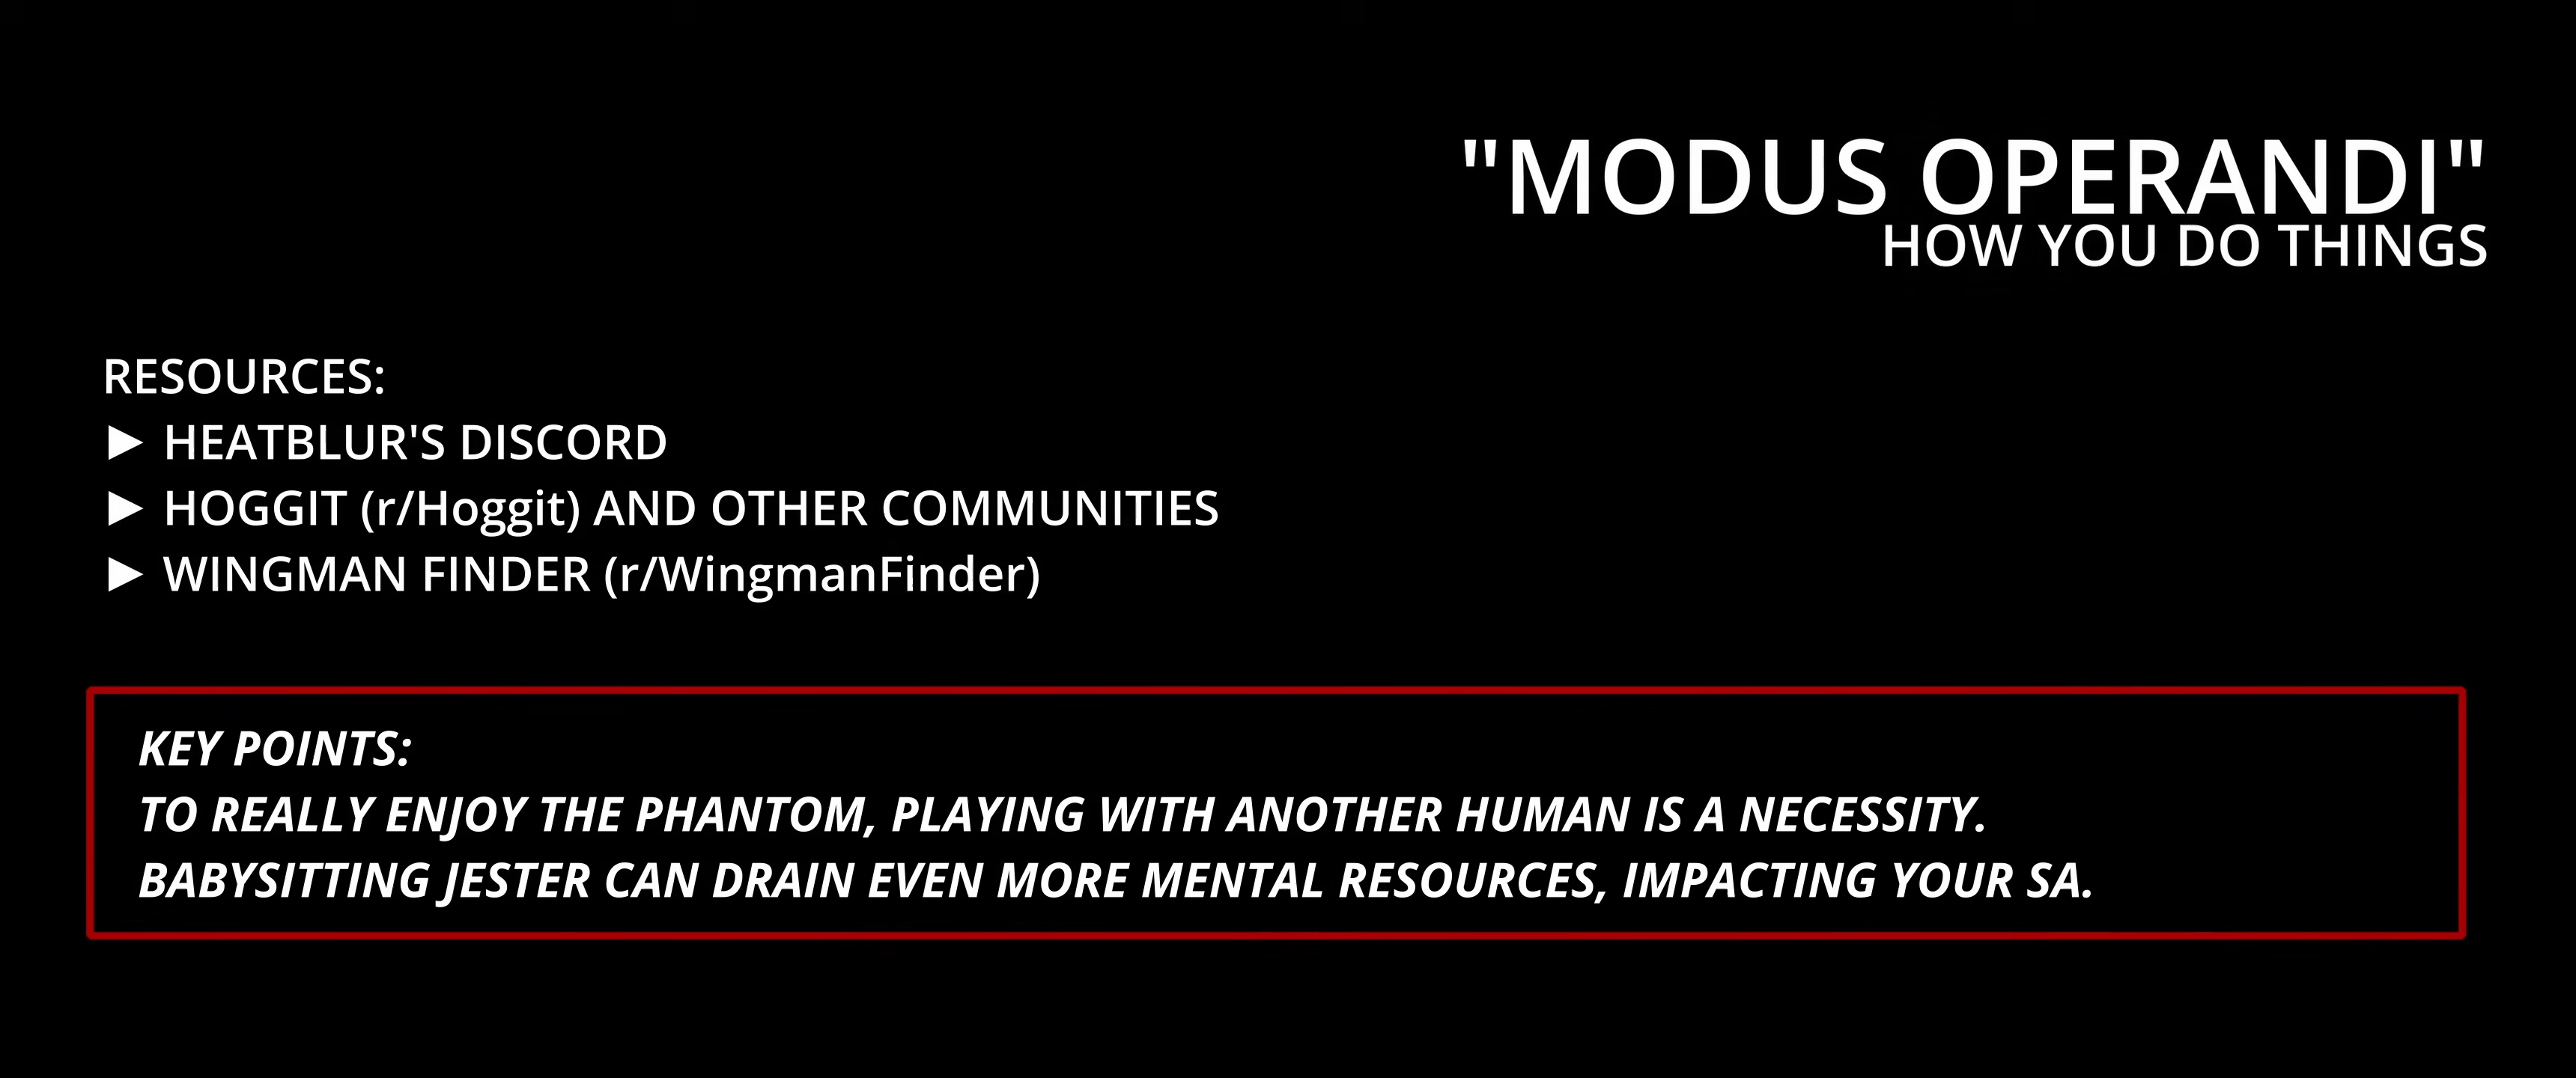 "MODUS OPERANDI"
HOW YOU DO THINGS
RESOURCES:
► HEATBLUR'S DISCORD
► HOGGIT (r/Hoggit) AND OTHER COMMUNITIES
► WINGMAN FINDER (r/WingmanFinder)
KEY POINTS:
TO REALLY ENJOY THE PHANTOM, PLAYING WITH ANOTHER HUMAN IS A NECESSITY.
BABYSITTING JESTER CAN DRAIN EVEN MORE MENTAL RESOURCES, IMPACTING YOUR SA.